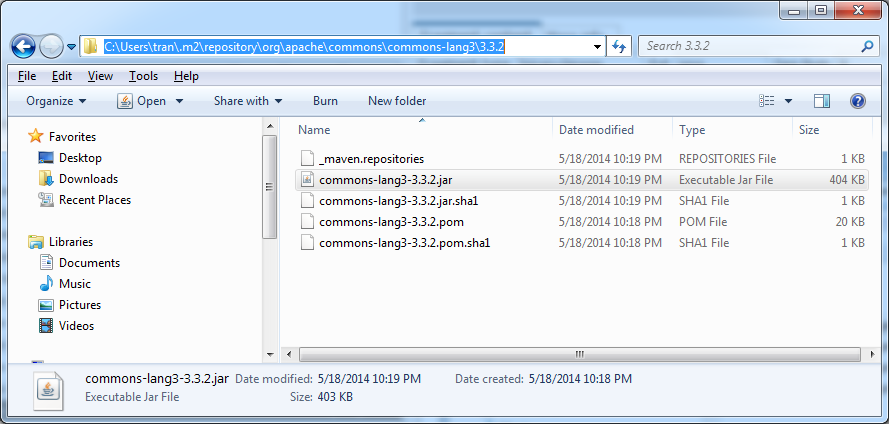 C:\Users\tran\.m2\repository\org\apache\commons\commons-lang3\3.3.2
Search 3.3.2
File Edit View Tools Help
Organize Open Share with Burn New folder
Name Date modified Type Size
Favorites
Desktop
Downloads
Recent Places
Libraries
Documents
Music
Pictures
Videos
_maven.repositories 5/18/2014 10:19 PM REPOSITORIES File 1 KB
commons-lang3-3.3.2.jar 5/18/2014 10:19 PM Executable Jar File 404 KB
commons-lang3-3.3.2.jar.sha1 5/18/2014 10:19 PM SHA1 File 1 KB
commons-lang3-3.3.2.pom 5/18/2014 10:18 PM POM File 20 KB
commons-lang3-3.3.2.pom.sha1 5/18/2014 10:18 PM SHA1 File 1 KB
commons-lang3-3.3.2.jar Date modified: 5/18/2014 10:19 PM Date created: 5/18/2014 10:18 PM
Executable Jar File Size: 403 KB